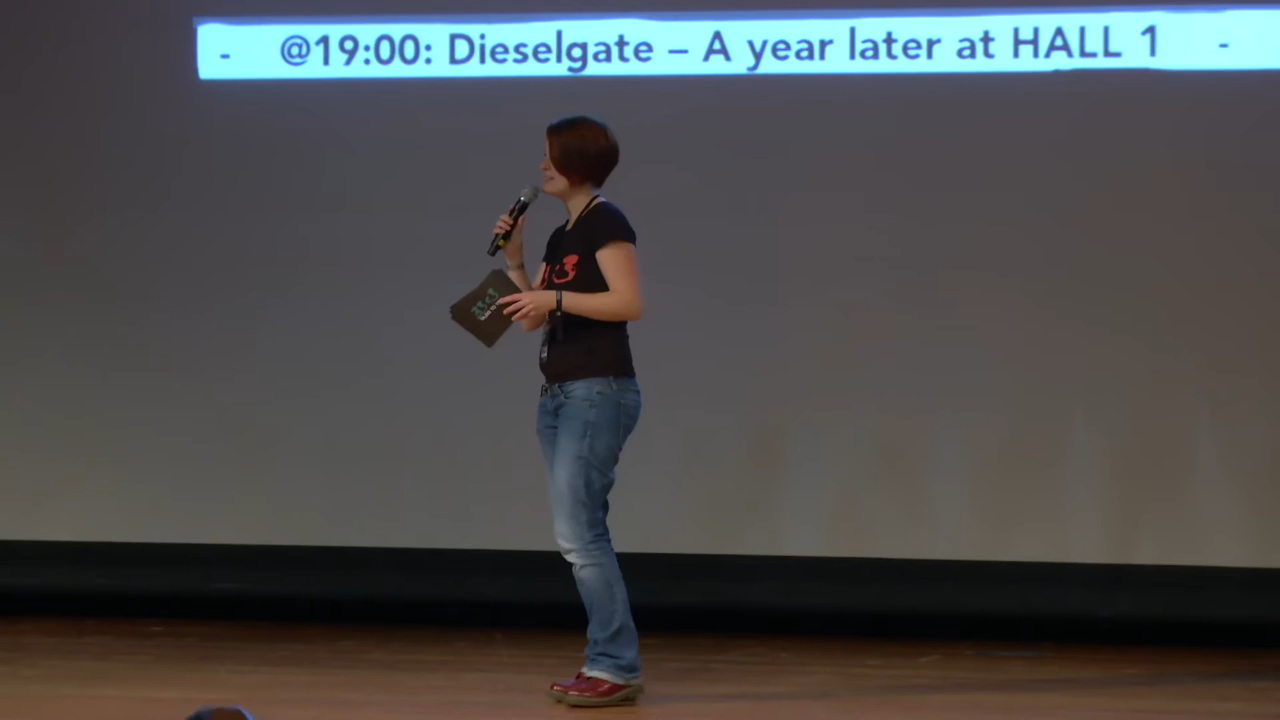 - @19:00: Dieselgate – A year later at HALL 1 -